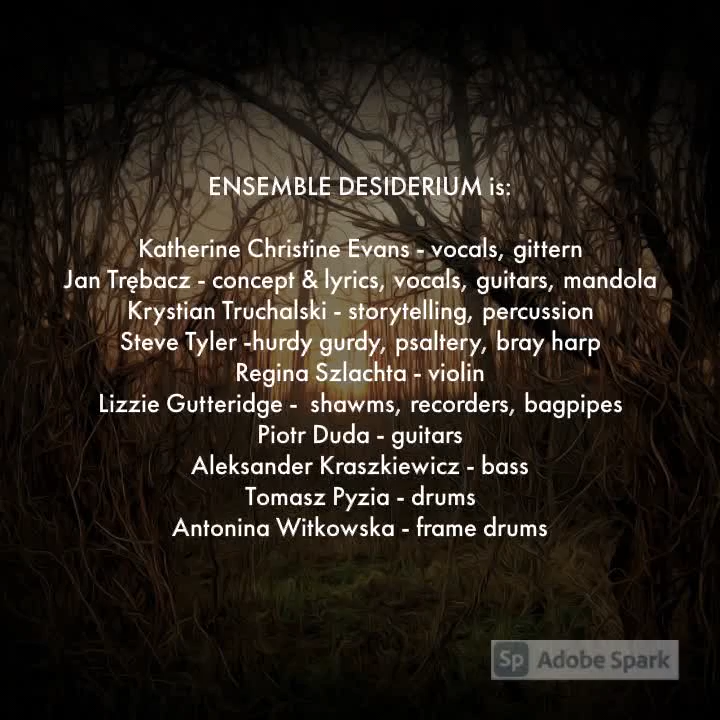 ENSEMBLE DESIDERIUM is:
Katherine Christine Evans - vocals, gittern
Jan Trębacz - concept & lyrics, vocals, guitars, mandola
Krystian Truchalski - storytelling, percussion
Steve Tyler -hurdy gurdy, psaltery, bray harp
Regina Szlachta - violin
Lizzie Gutteridge -  shawms, recorders, bagpipes
Piotr Duda - guitars
Aleksander Kraszkiewicz - bass
Tomasz Pyzia - drums
Antonina Witkowska - frame drums
Sp Adobe Spark